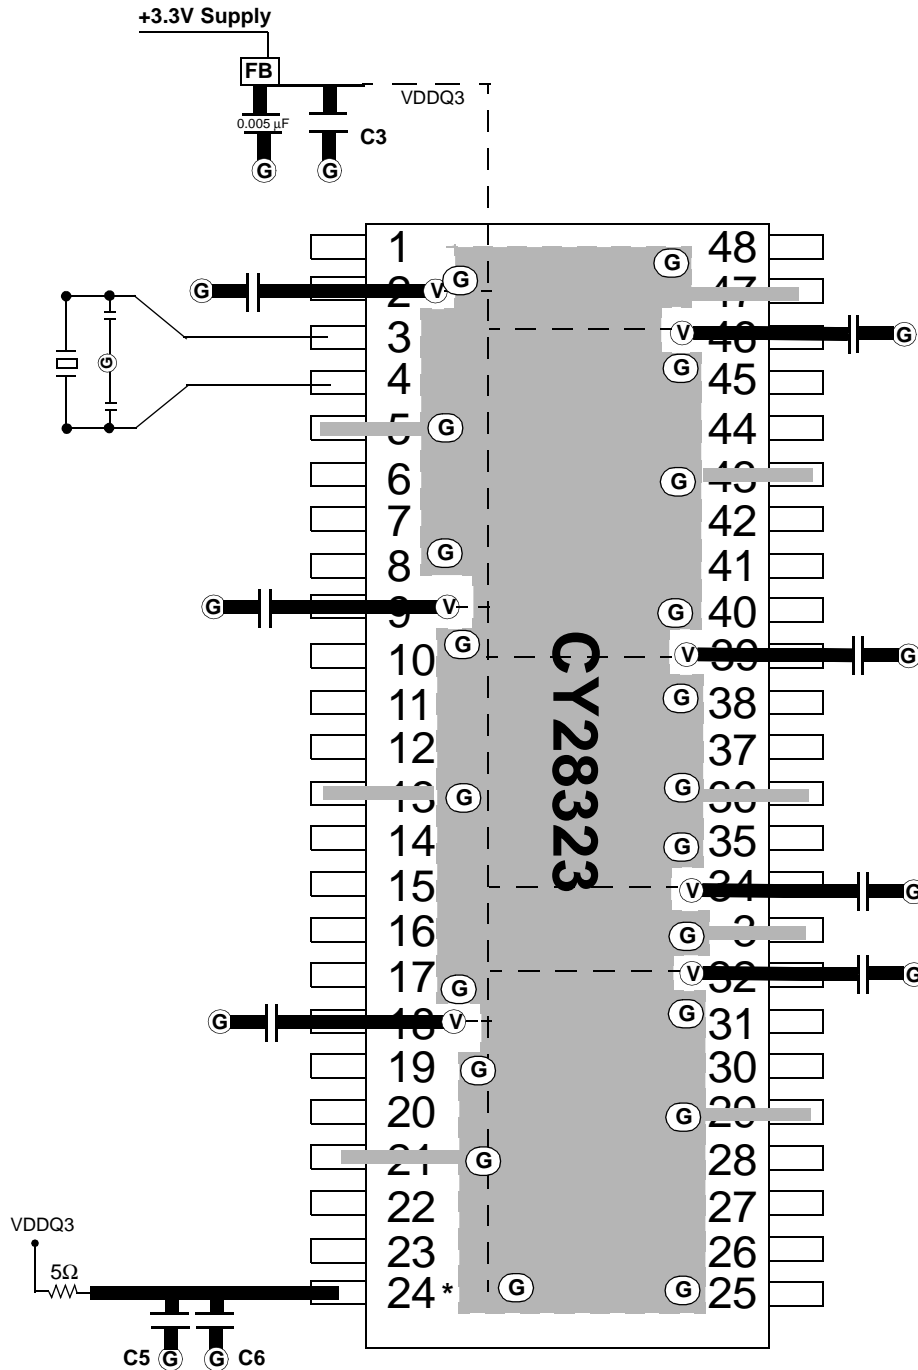 +3.3V Supply
FB
VDDQ3
0.005 µF
C3
G G
1 G G 48
G 2 V 47
3 V 46 G
G
4 G 45
5 G 44
6 G 43
7 42
8 G 41
G 9 V G 40
10 G V 39 G
11 G 38
12 37
13 G G 36
14 G 35
15 V 34 G
16 G 3
17 G V 32 G
G 18 V G 31
19 G 30
20 G 29
21 G 28
22 27
23 26
24* G G 25
CY28323
VDDQ3
5Ω
C5 G G C6